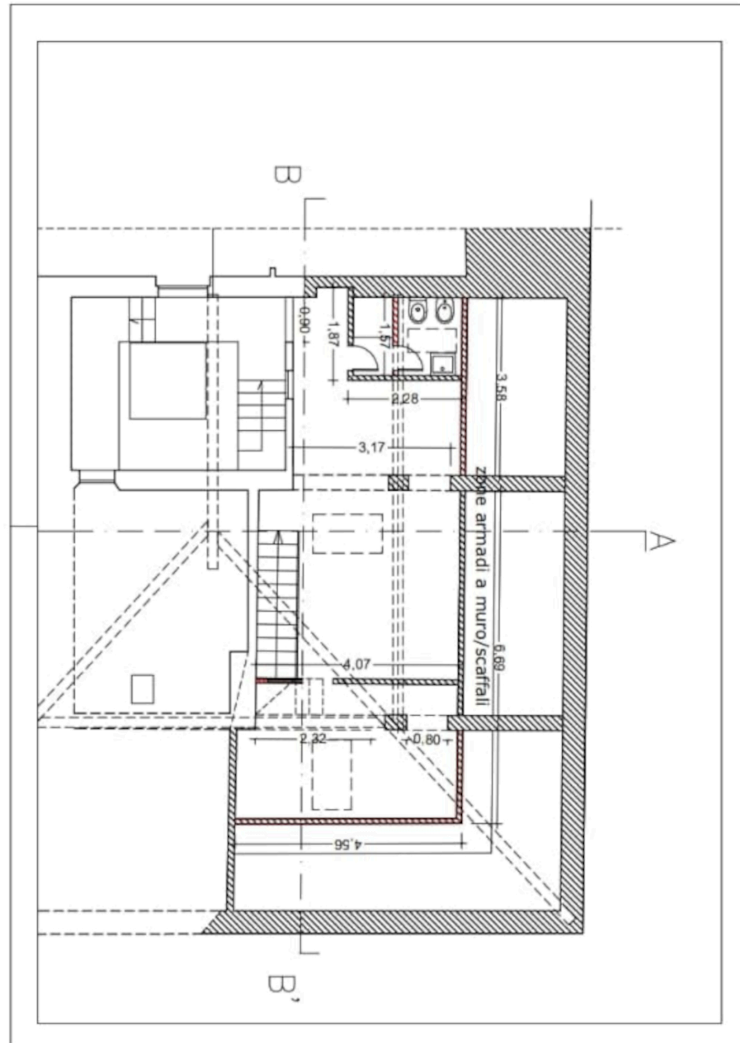 B
0,90
1,87
1,57
2,28
3,58
3,17
zone armadi a muro/scaffali
A
6,69
4,07
2,32
0,80
4,56
B'